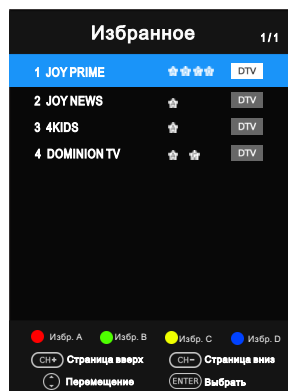 Избранное 1/1
1 JOY PRIME DTV
2 JOY NEWS DTV
3 4KIDS DTV
4 DOMINION TV DTV
Избр. A Избр. B Избр. C Избр. D
CH+ Страница вверх CH- Страница вниз
Перемещение ENTER Выбрать